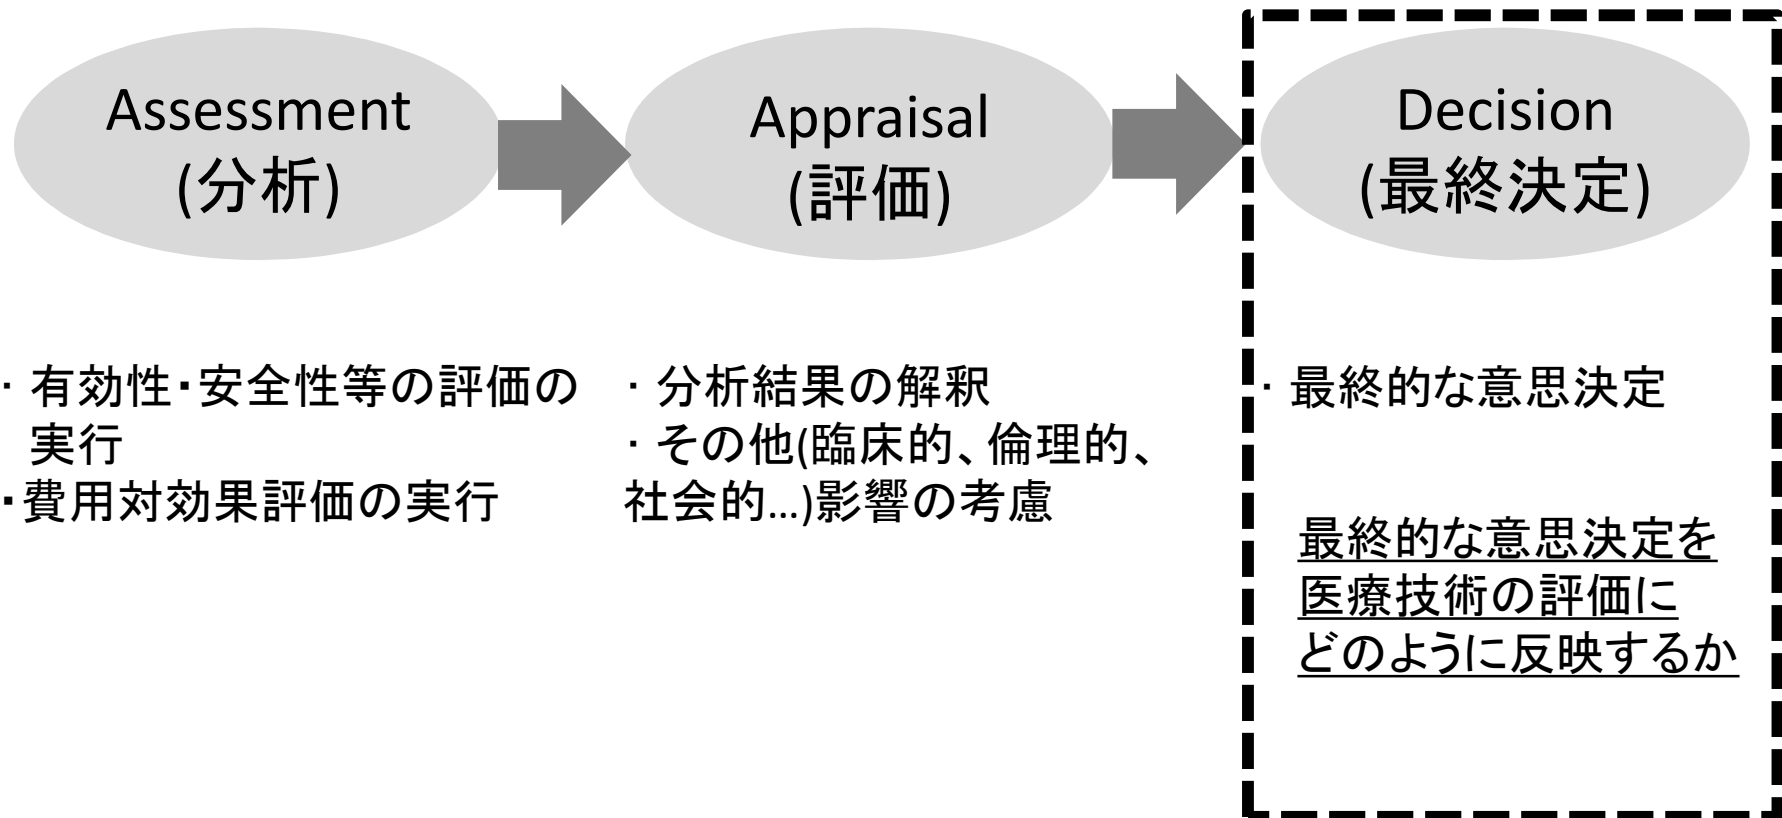 Assessment
(分析)
Appraisal
(評価)
Decision
(最終決定)
· 有効性・安全性等の評価の
実行
・費用対効果評価の実行
· 分析結果の解釈
· その他(臨床的、倫理的、
社会的…)影響の考慮
· 最終的な意思決定
最終的な意思決定を
医療技術の評価に
どのように反映するか